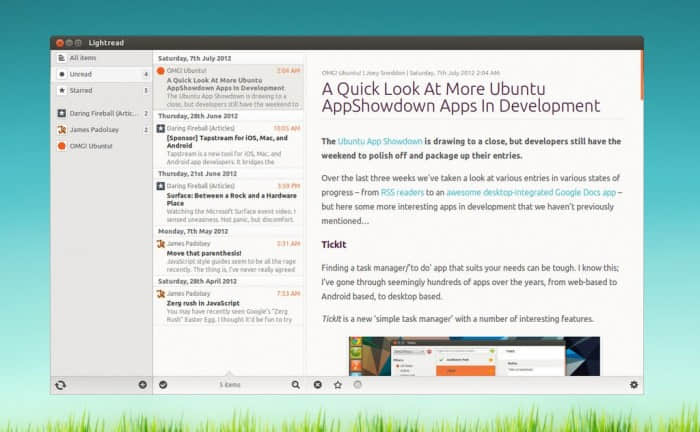 Lightread
All items
Unread 4
Starred 3
Daring Fireball (Artic... 2
James Padolsey 2
OMG! Ubuntu!
Saturday, 7th July 2012
OMG! Ubuntu! 2:04 AM
A Quick Look At More Ubuntu
AppShowdown Apps In Development
The Ubuntu App Showdown is drawing to a
close, but developers still have the weekend to
Thursday, 28th June 2012
Daring Fireball (Articles) 10:05 AM
[Sponsor] Tapstream for iOS, Mac, and
Android
Tapstream is a new tool for iOS, Mac, and
Android app developers. It bridges the
Thursday, 21st June 2012
Daring Fireball (Articles) 3:59 PM
Surface: Between a Rock and a Hardware
Place
Watching the Microsoft Surface event video, I
sensed uneasiness. Not panic, but discomfort.
Monday, 7th May 2012
James Padolsey 3:31 AM
Move that parenthesis!
JavaScript style guides seem to be all the rage
recently. The thing is, I've never really agreed
Saturday, 28th April 2012
James Padolsey 7:53 AM
Zerg rush in JavaScript
You may have recently seen Google's "Zerg
Rush" Easter Egg. I thought it'd be fun to try
5 items
OMG! Ubuntu! | Joey Sneddon | Saturday, 7th July 2012 2:04 AM
A Quick Look At More Ubuntu
AppShowdown Apps In Development
The Ubuntu App Showdown is drawing to a close, but developers still have the
weekend to polish off and package up their entries.
Over the last three weeks we've taken a look at various entries in various states of
progress – from RSS readers to an awesome desktop-integrated Google Docs app –
but here some more interesting apps in development that we haven't previously
mentioned...
TickIt
Finding a task manager/'to do' app that suits your needs can be tough. I know this;
I've gone through seemingly hundreds of apps over the years, from web-based to
Android based, to desktop based.
TickIt is a new 'simple task manager' with a number of interesting features.
TickIt